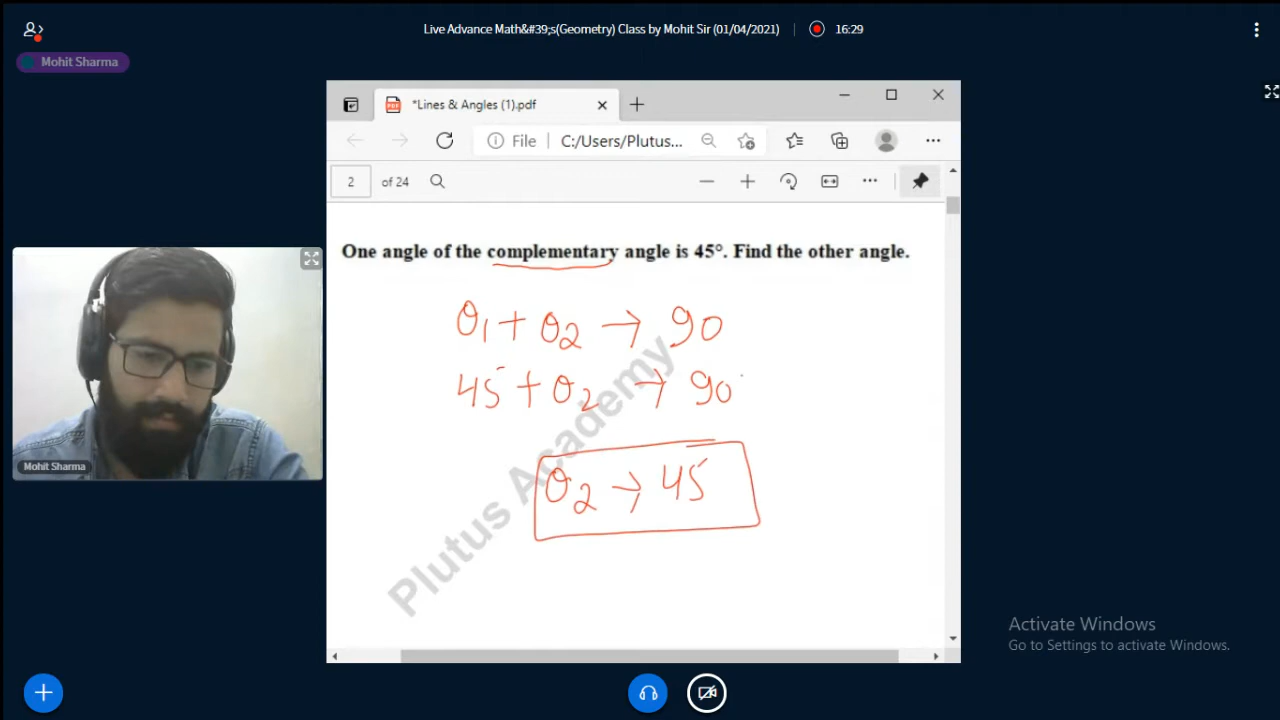 Live Advance Math&#39;s(Geometry) Class by Mohit Sir (01/04/2021)
16:29
Mohit Sharma
*Lines & Angles (1).pdf
File
C:/Users/Plutus...
2 of 24
One angle of the complementary angle is 45°. Find the other angle.
θ1 + θ2 → 90
45 + θ2 → 90
θ2 → 45
Plutus Academy
Mohit Sharma
Activate Windows
Go to Settings to activate Windows.